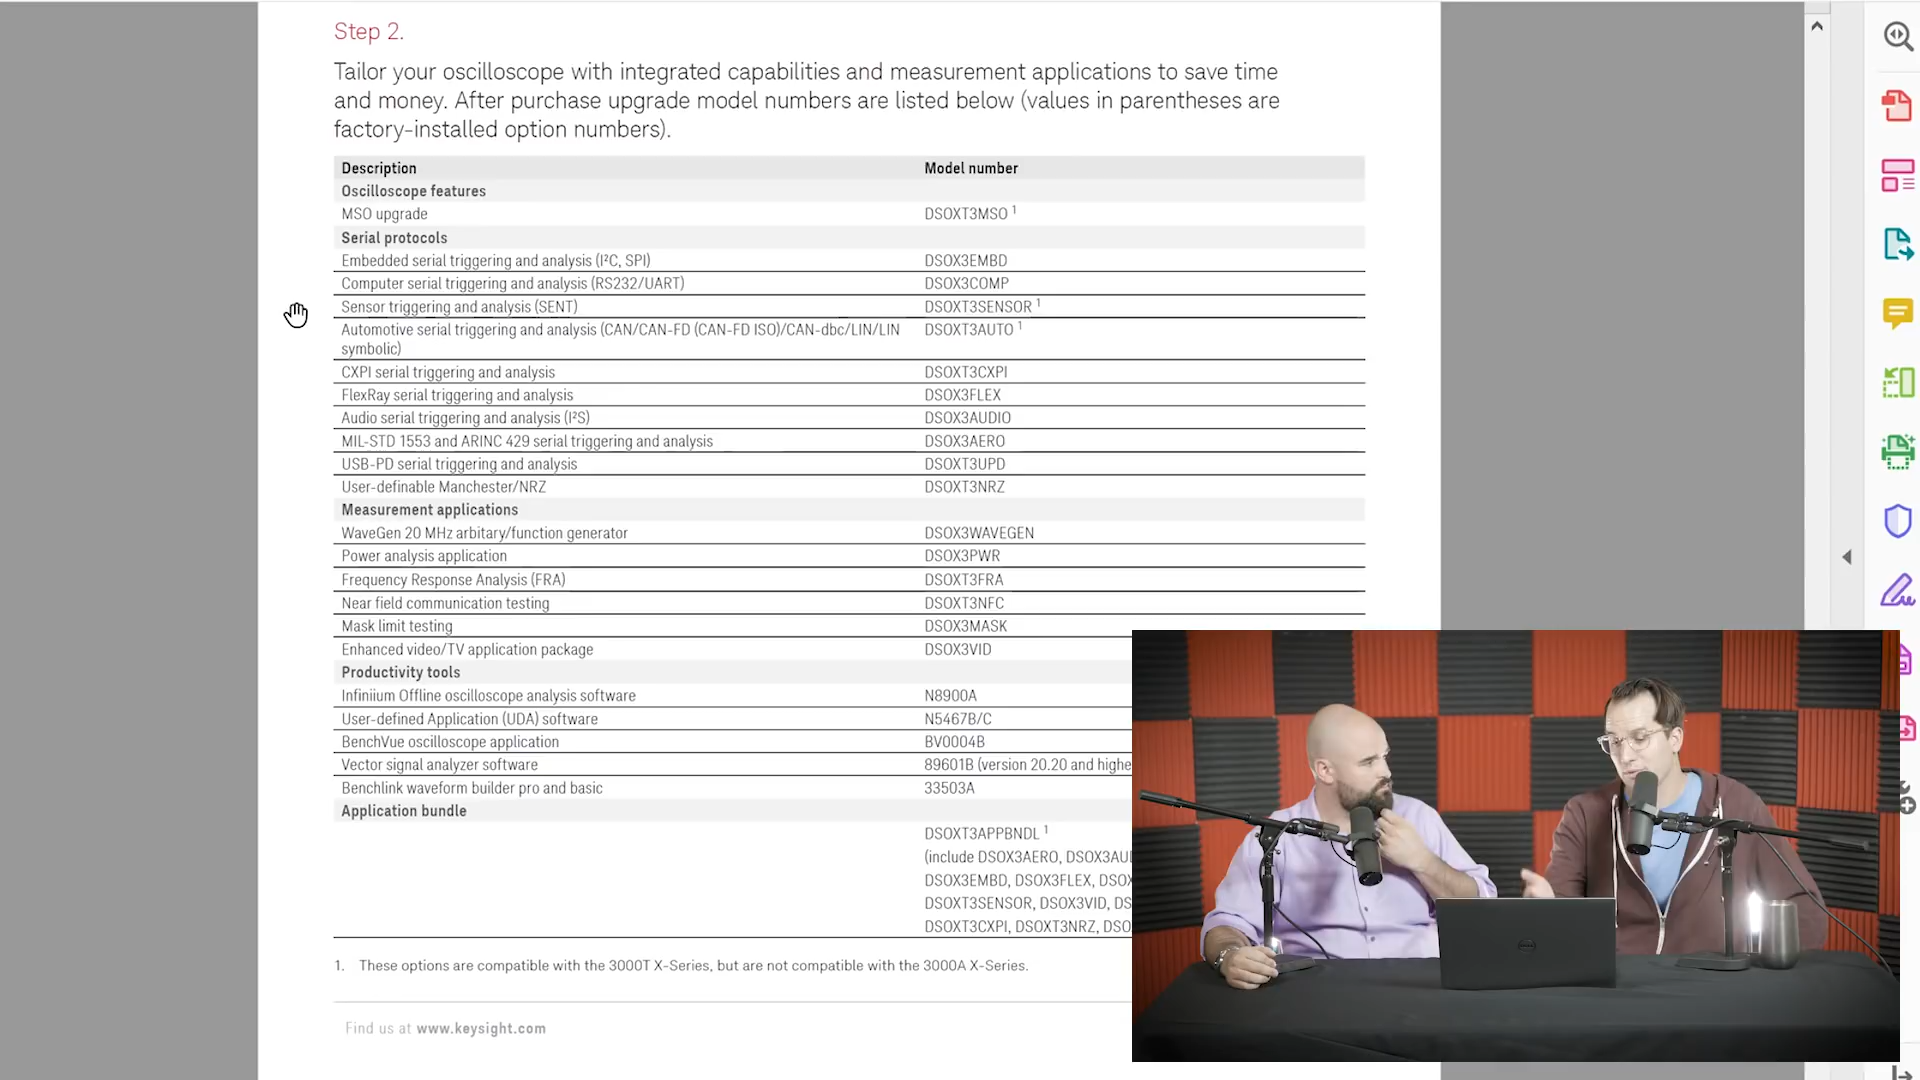 Step 2.
Tailor your oscilloscope with integrated capabilities and measurement applications to save time
and money. After purchase upgrade model numbers are listed below (values in parentheses are
factory-installed option numbers).
Description Model number
Oscilloscope features
MSO upgrade DSOXT3MSO 1
Serial protocols
Embedded serial triggering and analysis (I²C, SPI) DSOX3EMBD
Computer serial triggering and analysis (RS232/UART) DSOX3COMP
Sensor triggering and analysis (SENT) DSOXT3SENSOR 1
Automotive serial triggering and analysis (CAN/CAN-FD (CAN-FD ISO)/CAN-dbc/LIN/LIN DSOXT3AUTO 1
symbolic)
CXPI serial triggering and analysis DSOXT3CXPI
FlexRay serial triggering and analysis DSOX3FLEX
Audio serial triggering and analysis (I²S) DSOX3AUDIO
MIL-STD 1553 and ARINC 429 serial triggering and analysis DSOX3AERO
USB-PD serial triggering and analysis DSOXT3UPD
User-definable Manchester/NRZ DSOXT3NRZ
Measurement applications
WaveGen 20 MHz arbitary/function generator DSOX3WAVEGEN
Power analysis application DSOX3PWR
Frequency Response Analysis (FRA) DSOXT3FRA
Near field communication testing DSOXT3NFC
Mask limit testing DSOX3MASK
Enhanced video/TV application package DSOX3VID
Productivity tools
Infiniium Offline oscilloscope analysis software N8900A
User-defined Application (UDA) software N5467B/C
BenchVue oscilloscope application BV0004B
Vector signal analyzer software 89601B (version 20.20 and highe
Benchlink waveform builder pro and basic 33503A
Application bundle
DSOXT3APPBNDL 1
(include DSOX3AERO, DSOX3AU
DSOX3EMBD, DSOX3FLEX, DSOX
DSOXT3SENSOR, DSOX3VID, DS
DSOXT3CXPI, DSOXT3NRZ, DSO
1. These options are compatible with the 3000T X-Series, but are not compatible with the 3000A X-Series.
Find us at www.keysight.com